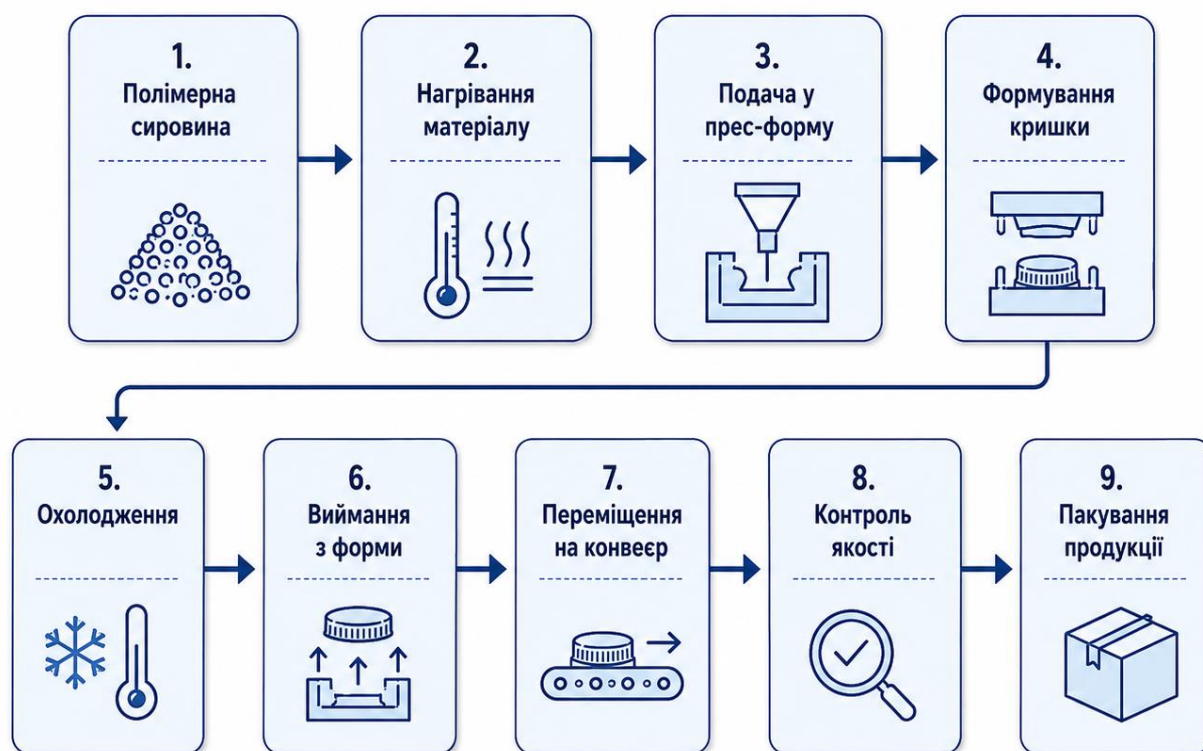 1.
Полімерна
сировина
2.
Нагрівання
матеріалу
3.
Подача у
прес-форму
4.
Формування
кришки
5.
Охолодження
6.
Виймання
з форми
7.
Переміщення
на конвеєр
8.
Контроль
якості
9.
Пакування
продукції